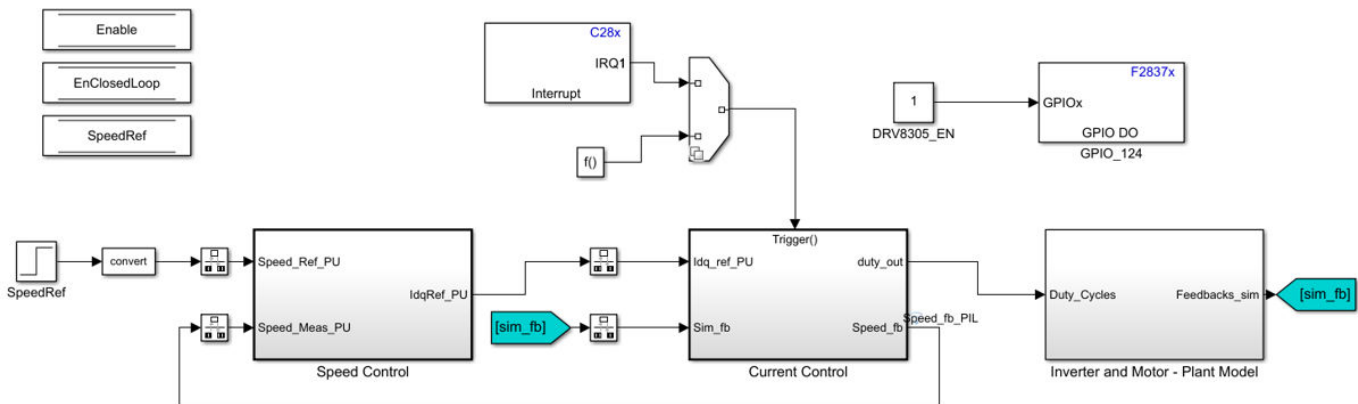 Enable
EnClosedLoop
SpeedRef
C28x
IRQ1
Interrupt
f()
1
DRV8305_EN
F2837x
GPIOx
GPIO DO
GPIO_124
SpeedRef
convert
Speed_Ref_PU
IdqRef_PU
Speed_Meas_PU
Speed Control
[sim_fb]
Trigger()
Idq_ref_PU
duty_out
Sim_fb
Speed_fb
Speed_fb_PIL
Current Control
Duty_Cycles
Feedbacks_sim
Inverter and Motor - Plant Model
[sim_fb]